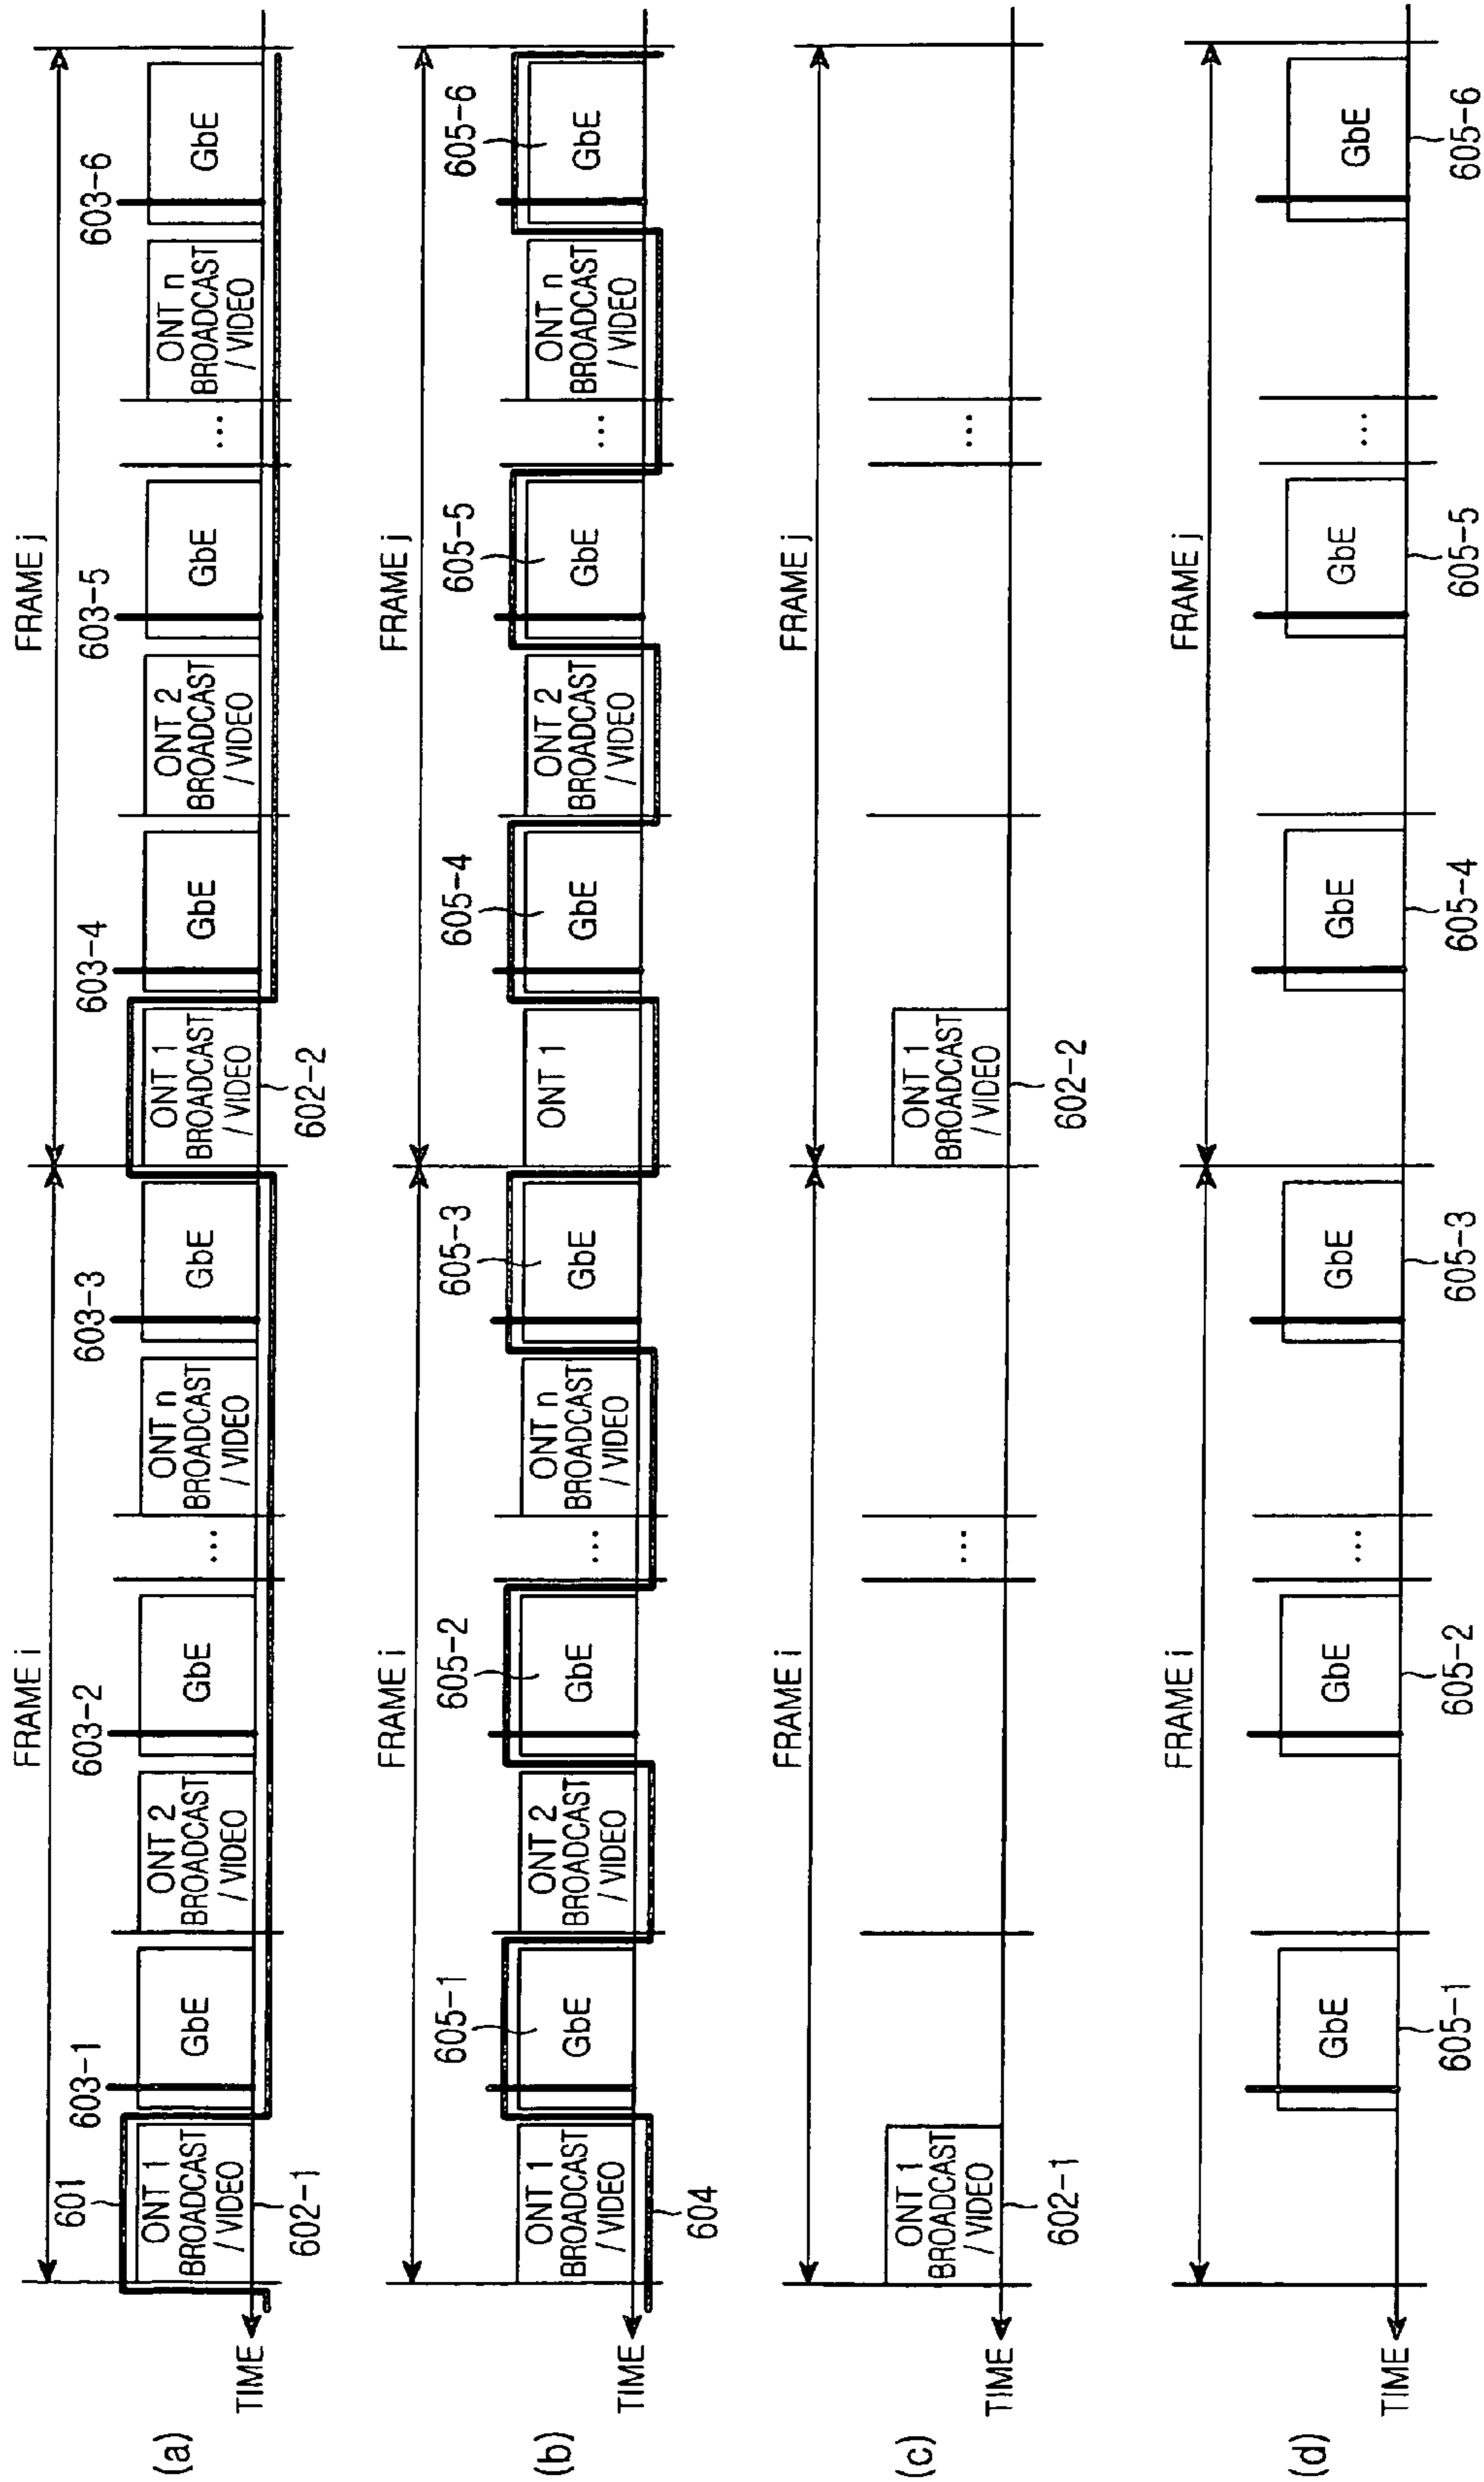 (a)
FRAME i
FRAME j
601
603-1
603-2
603-3
603-4
603-5
603-6
ONT 1
BROADCAST
/ VIDEO
GbE
ONT 2
BROADCAST
/ VIDEO
GbE
...
ONT n
BROADCAST
/ VIDEO
GbE
ONT 1
BROADCAST
/ VIDEO
GbE
ONT 2
BROADCAST
/ VIDEO
GbE
...
ONT n
BROADCAST
/ VIDEO
GbE
TIME
602-1
602-2
(b)
FRAME i
FRAME j
605-1
605-2
605-3
605-4
605-5
605-6
ONT 1
BROADCAST
/ VIDEO
GbE
ONT 2
BROADCAST
/ VIDEO
GbE
...
ONT n
BROADCAST
/ VIDEO
GbE
ONT 1
GbE
ONT 2
BROADCAST
/ VIDEO
GbE
...
ONT n
BROADCAST
/ VIDEO
GbE
TIME
604
(c)
FRAME i
FRAME j
ONT 1
BROADCAST
/ VIDEO
...
ONT 1
BROADCAST
/ VIDEO
...
TIME
602-1
602-2
(d)
FRAME i
FRAME j
GbE
GbE
...
GbE
GbE
GbE
...
GbE
TIME
605-1
605-2
605-3
605-4
605-5
605-6